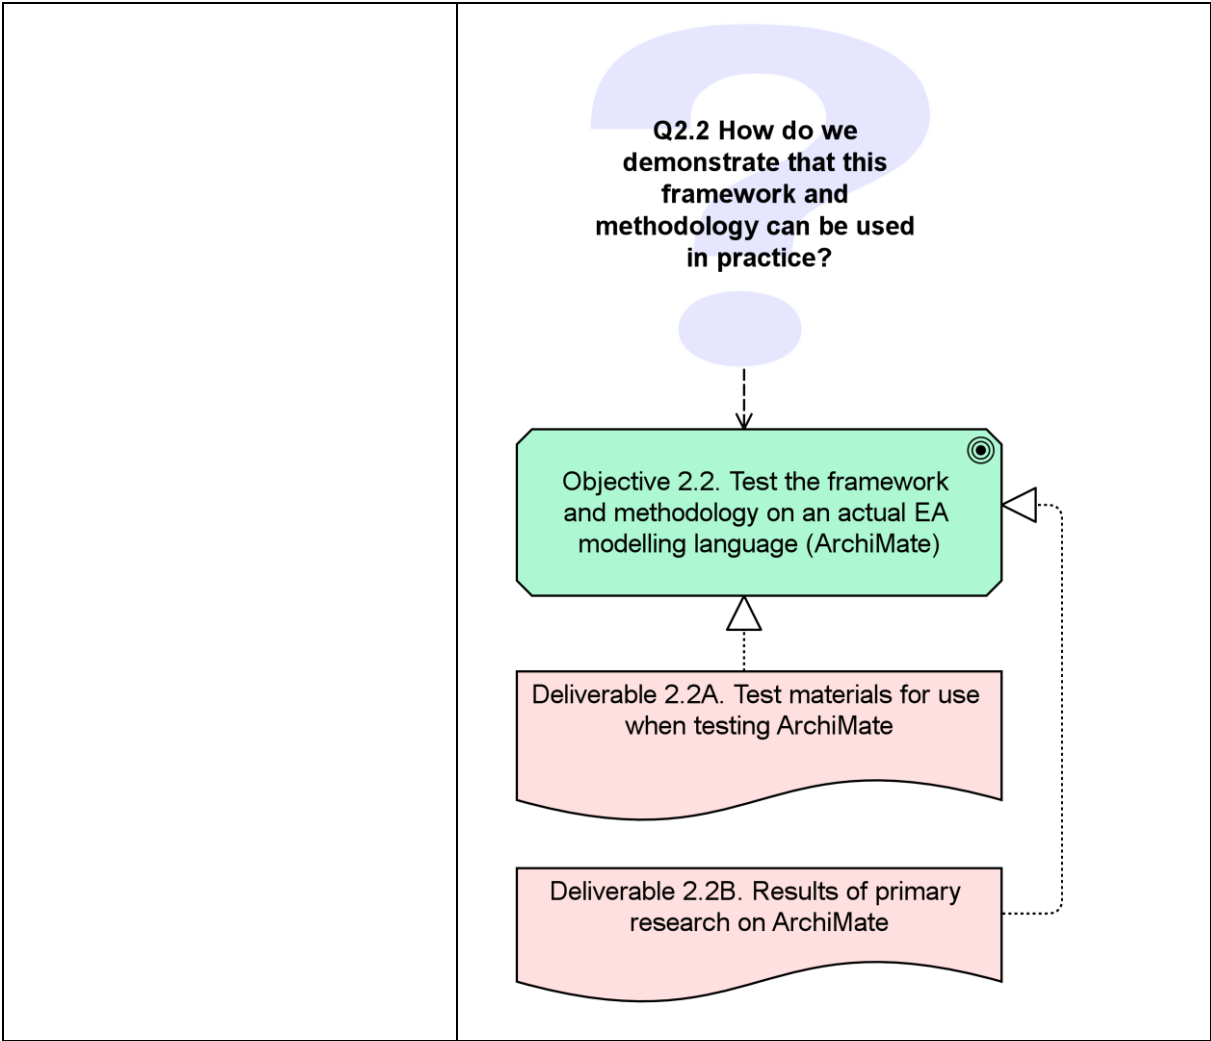 Q2.2 How do we
demonstrate that this
framework and
methodology can be used
in practice?
Objective 2.2. Test the framework
and methodology on an actual EA
modelling language (ArchiMate)
Deliverable 2.2A. Test materials for use
when testing ArchiMate
Deliverable 2.2B. Results of primary
research on ArchiMate